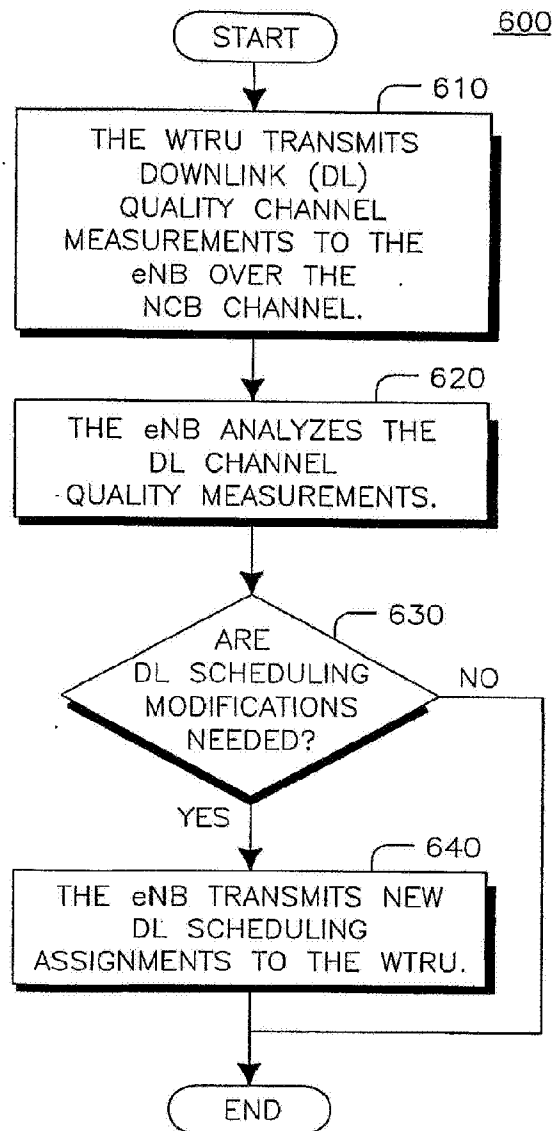 600
START
610
THE WTRU TRANSMITS
DOWNLINK (DL)
QUALITY CHANNEL
MEASUREMENTS TO THE
eNB OVER THE
NCB CHANNEL.
620
THE eNB ANALYZES THE
DL CHANNEL
QUALITY MEASUREMENTS.
630
ARE
DL SCHEDULING
MODIFICATIONS
NEEDED?
NO
YES
640
THE eNB TRANSMITS NEW
DL SCHEDULING
ASSIGNMENTS TO THE WTRU.
END